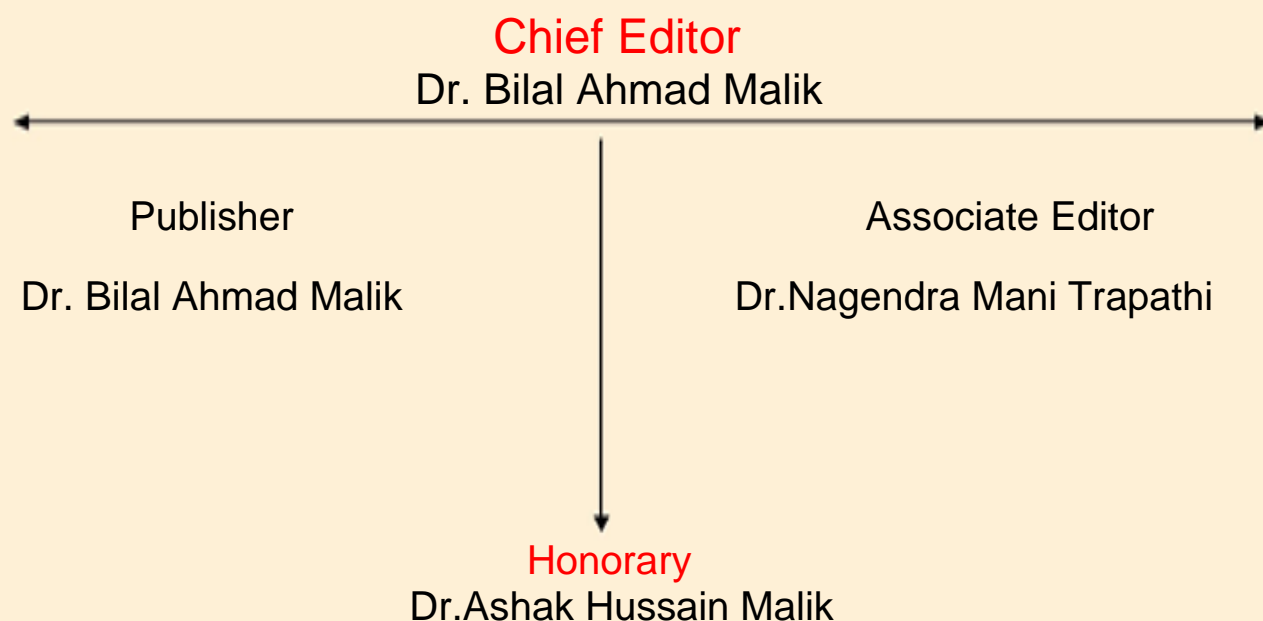 Chief Editor
Dr. Bilal Ahmad Malik
Publisher
Associate Editor
Dr. Bilal Ahmad Malik
Dr.Nagendra Mani Trapathi
Honorary
Dr.Ashak Hussain Malik